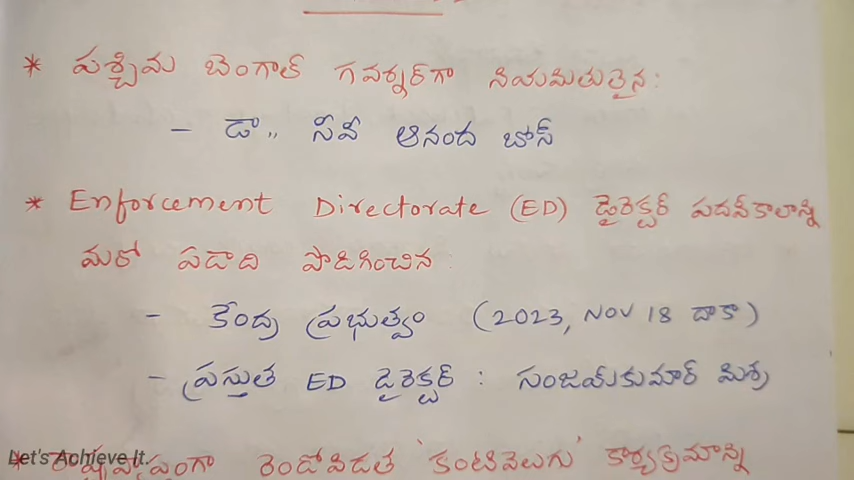 * పశ్చిమ బెంగాల్ గవర్నర్‌గా నియమితులైన :
- డా.. సీవీ ఆనంద బోస్
* Enforcement Directorate (ED) డైరెక్టర్ పదవీకాలాన్ని
మరో ఏడాది పొడిగించిన :
- కేంద్ర ప్రభుత్వం (2023, Nov 18 దాకా)
- ప్రస్తుత ED డైరెక్టర్ : సంజయ్‌కుమార్ మిశ్ర
* రాష్ట్రవ్యాప్తంగా రెండోవిడత 'కంటివెలుగు' కార్యక్రమాన్ని
Let's Achieve It.